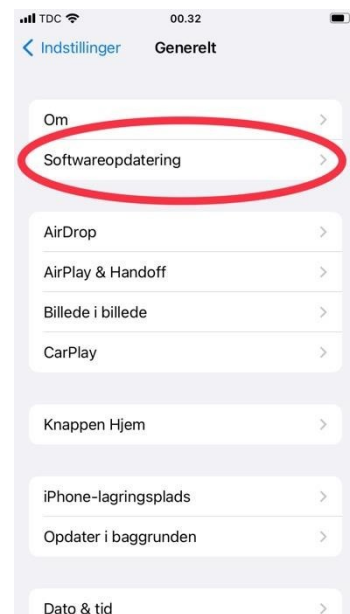 TDC 00.32
Indstillinger Generelt
Om
Softwareopdatering
AirDrop
AirPlay & Handoff
Billede i billede
CarPlay
Knappen Hjem
iPhone-lagringsplads
Opdater i baggrunden
Dato & tid